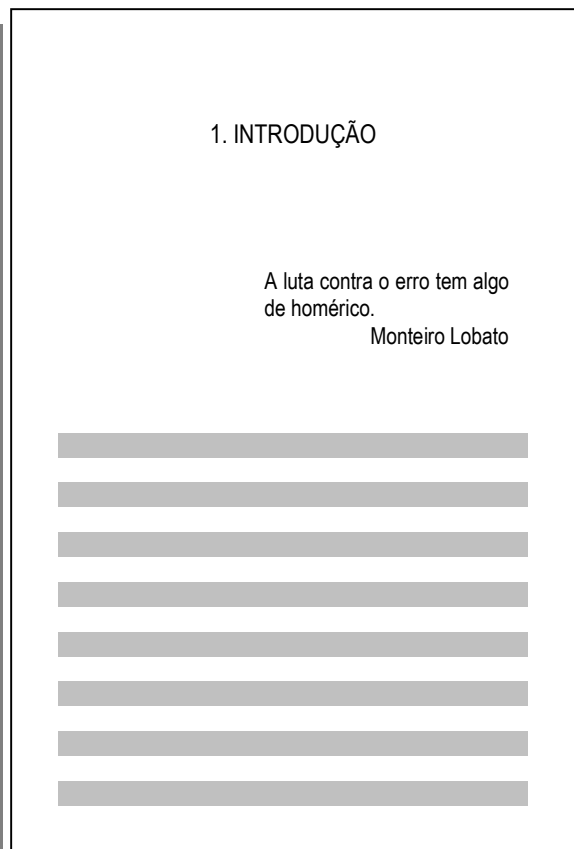 1. INTRODUÇÃO
A luta contra o erro tem algo
de homérico.
Monteiro Lobato